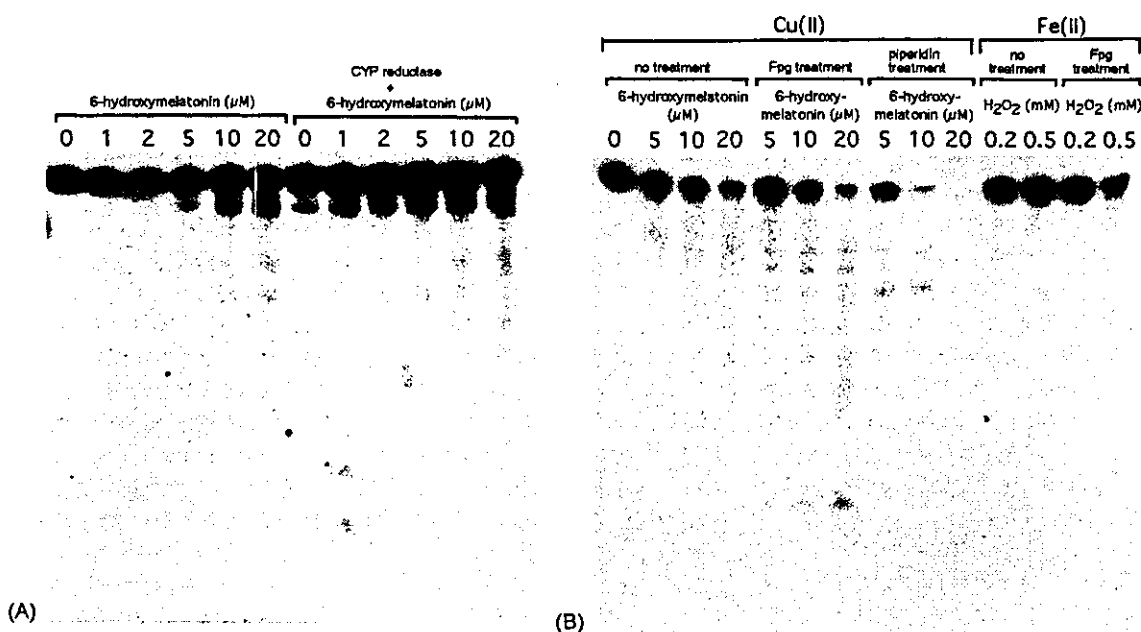 CYP reductase
+
6-hydroxymelatonin (μM)
6-hydroxymelatonin (μM)
0 1 2 5 10 20 0 1 2 5 10 20
(A)
Cu(II)
Fe(ii)
no treatment
Fpg treatment
piperidin
treatment
no
treatment
Fpg
treatment
6-hydroxymelatonin
(μM)
6-hydroxy-
melatonin (μM)
6-hydroxy-
melatonin (μM)
H₂O₂ (mM)
H₂O₂ (mM)
0 5 10 20 5 10 20 5 10 20 0.2 0.5 0.2 0.5
(B)